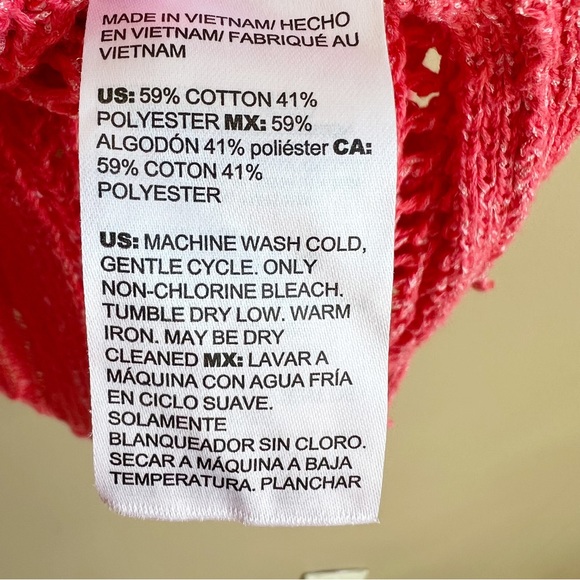 MADE IN VIETNAM/ HECHO
EN VIETNAM/ FABRIQUÉ AU
VIETNAM
US: 59% COTTON 41%
POLYESTER MX: 59%
ALGODÓN 41% poliéster CA:
59% COTON 41%
POLYESTER
US: MACHINE WASH COLD,
GENTLE CYCLE. ONLY
NON-CHLORINE BLEACH.
TUMBLE DRY LOW. WARM
IRON. MAY BE DRY
CLEANED MX: LAVAR A
MÁQUINA CON AGUA FRÍA
EN CICLO SUAVE.
SOLAMENTE
BLANQUEADOR SIN CLORO.
SECAR A MÁQUINA A BAJA
TEMPERATURA. PLANCHAR